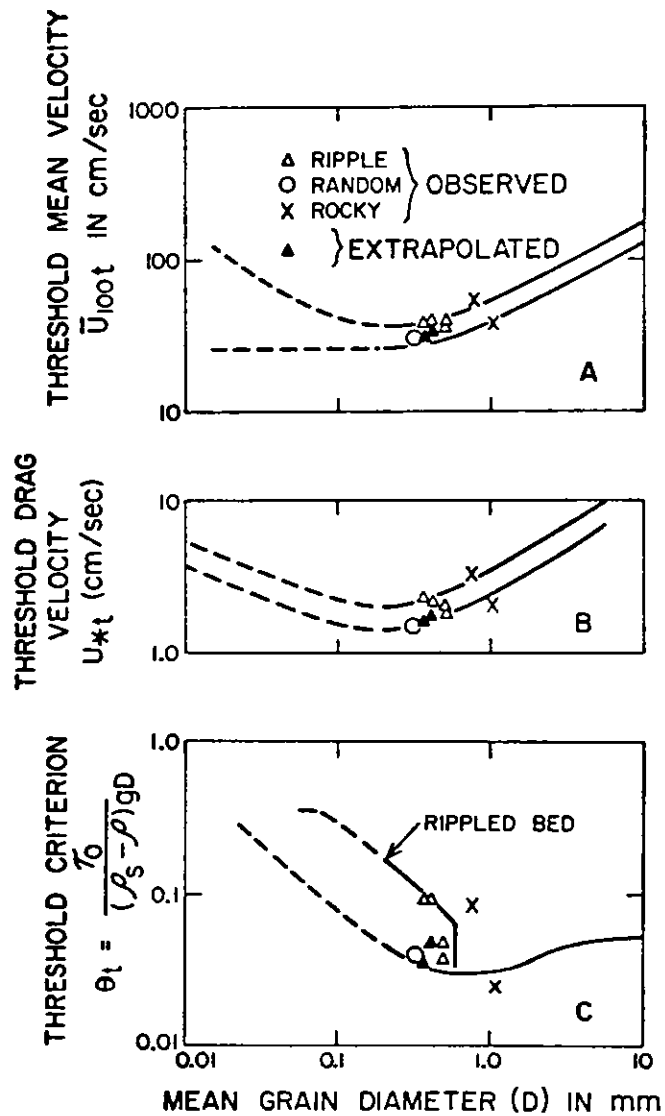 THRESHOLD MEAN VELOCITY
Ū100t IN cm/sec
1000
100
10
△ RIPPLE
○ RANDOM
X ROCKY
} OBSERVED
▲ } EXTRAPOLATED
A
THRESHOLD DRAG
VELOCITY
U*t (cm/sec)
10
1.0
B
THRESHOLD CRITERION
θt = τ0 / (ρs - ρ)gD
1.0
0.1
0.01
RIPPLED BED
C
0.01 0.1 1.0 10
MEAN GRAIN DIAMETER (D) IN mm